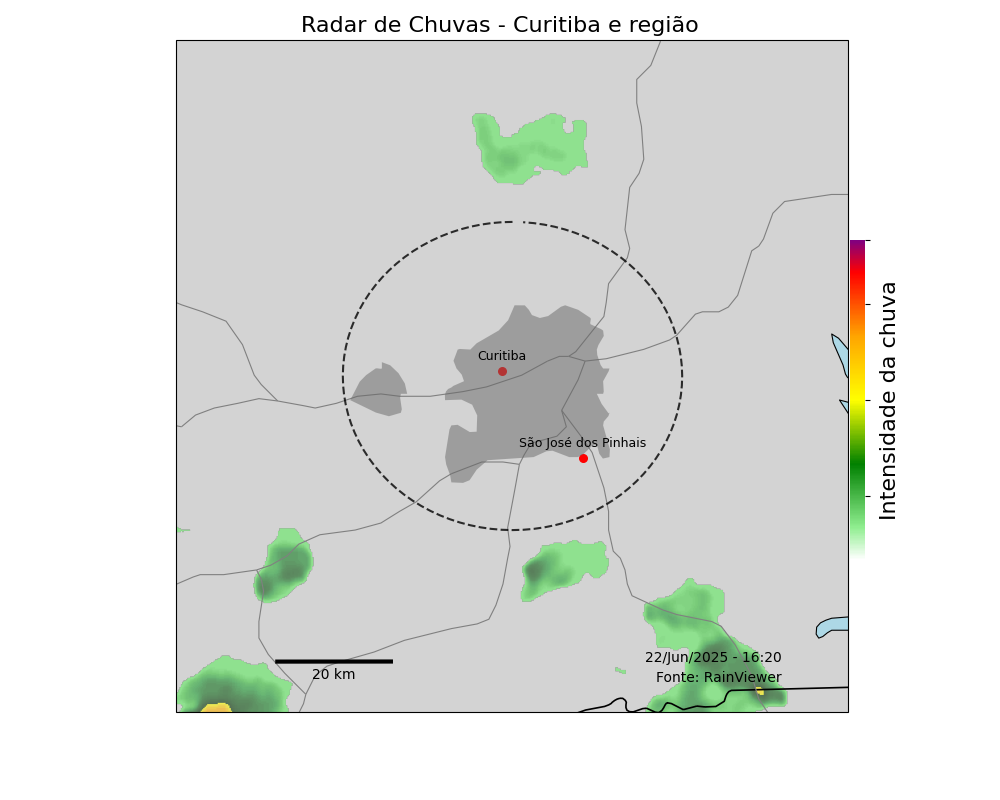 Radar de Chuvas - Curitiba e região
Curitiba
São José dos Pinhais
Intensidade da chuva
20 km
22/Jun/2025 - 16:20
Fonte: RainViewer